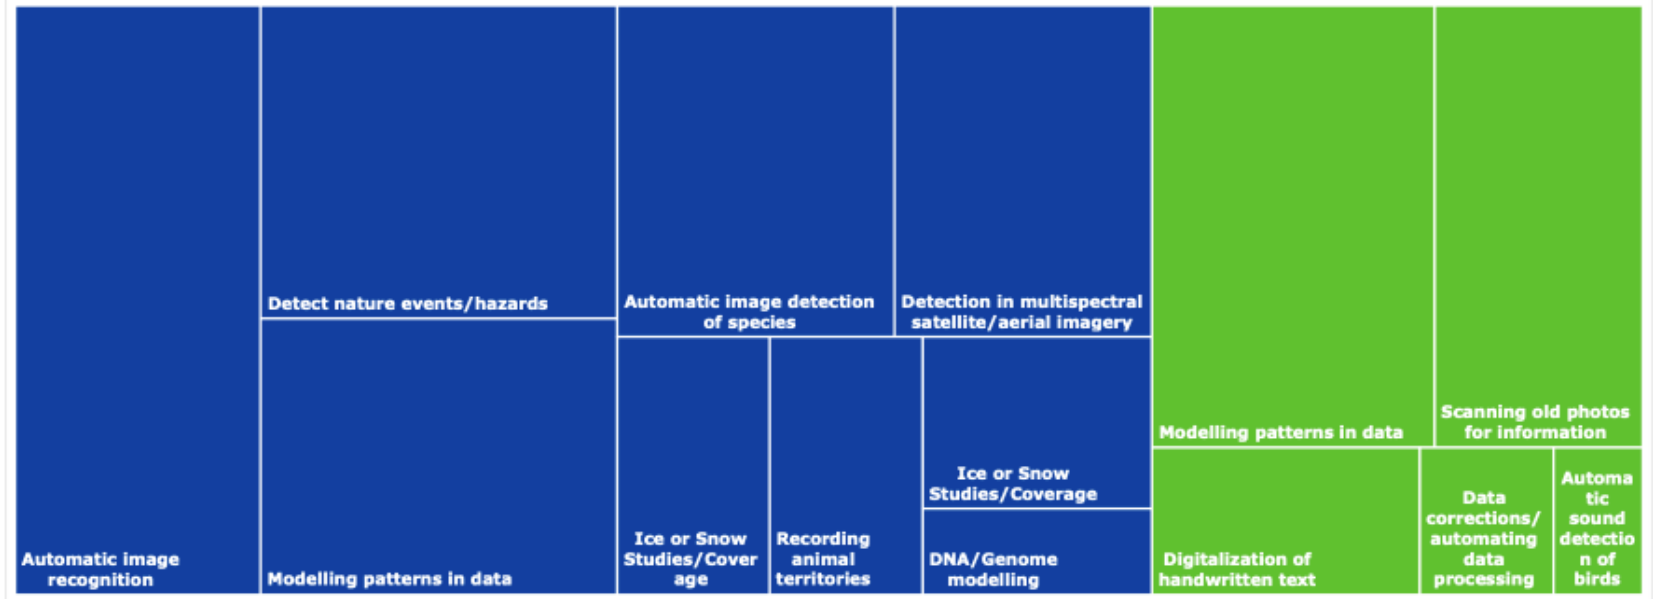 Automatic image
recognition
Detect nature events/hazards
Modelling patterns in data
Automatic image detection
of species
Detection in multispectral
satellite/aerial imagery
Ice or Snow
Studies/Cover
age
Recording
animal
territories
Ice or Snow
Studies/Coverage
DNA/Genome
modelling
Modelling patterns in data
Scanning old photos
for information
Digitalization of
handwritten text
Data
corrections/
automating
data
processing
Automa
tic
sound
detectio
n of
birds